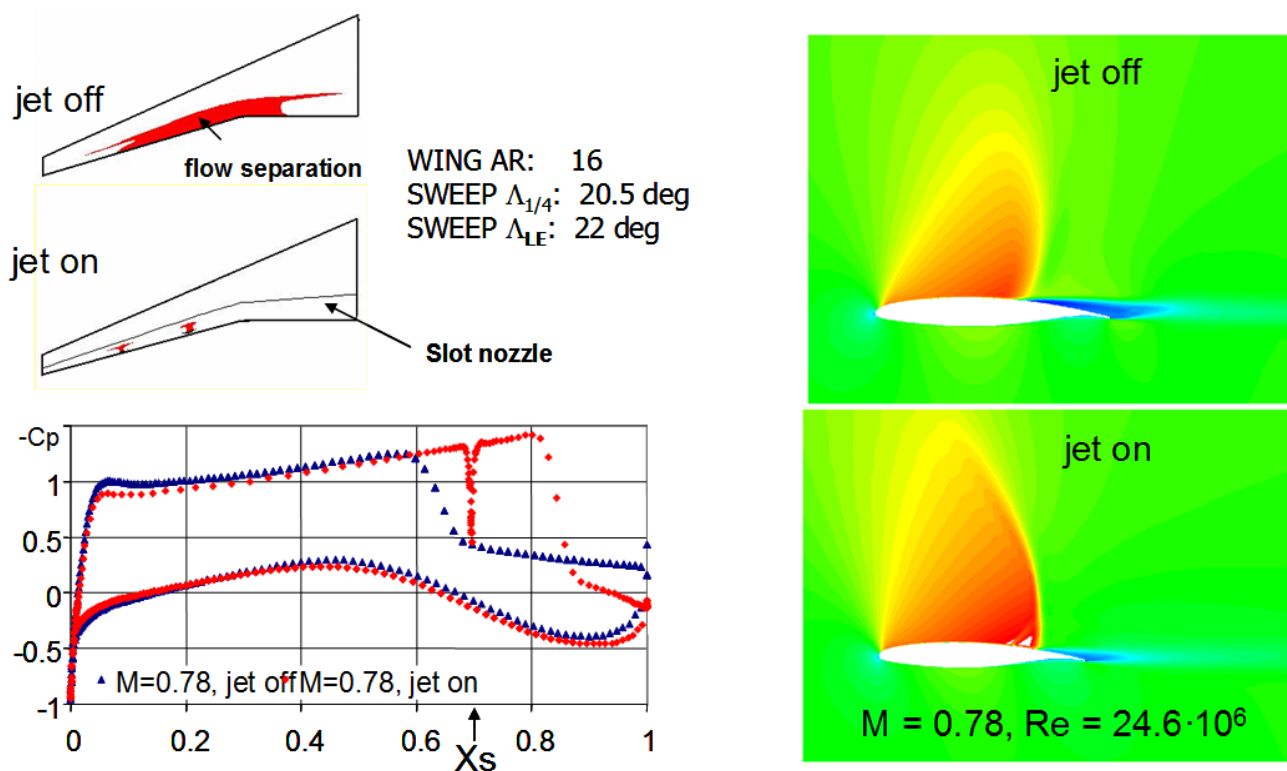 jet off
flow separation
WING AR: 16
SWEEP Λ1/4: 20.5 deg
SWEEP ΛLE: 22 deg
jet on
Slot nozzle
-Cp
1
0.5
0
-0.5
-1
M=0.78, jet off M=0.78, jet on
0 0.2 0.4 0.6 0.8 1
Xs
jet off
jet on
M = 0.78, Re = 24.6·10⁶